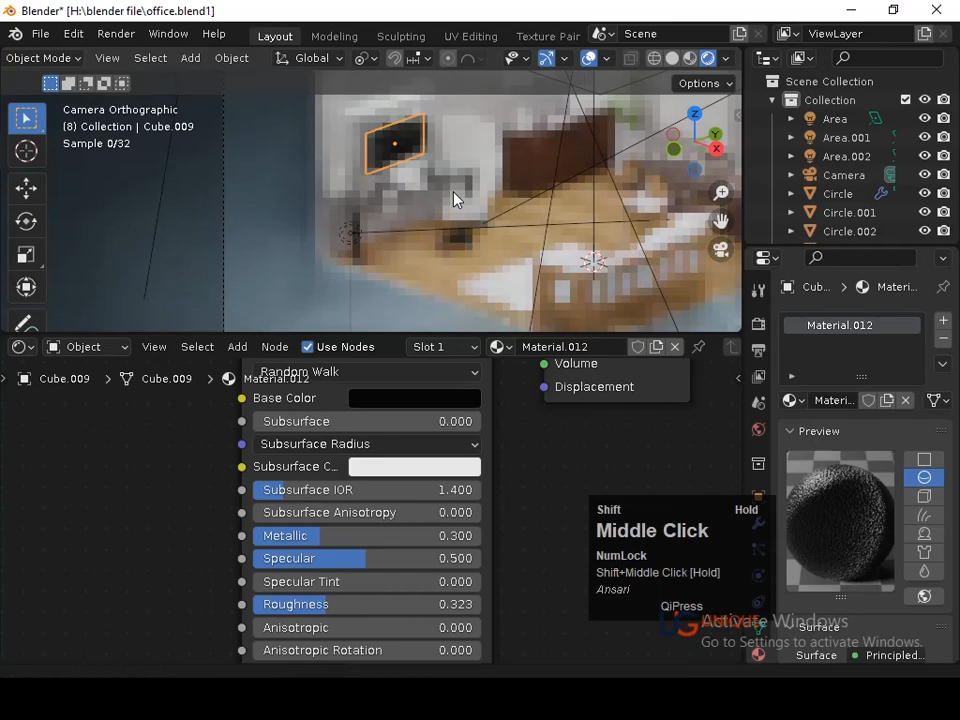 Blender* [H:\blender file\office.blend1]
File Edit Render Window Help Layout Modeling Sculpting UV Editing Texture Pair Scene ViewLayer
Object Mode View Select Add Object Global
Options
Camera Orthographic
(8) Collection | Cube.009
Sample 0/32
Z
Y
X
Scene Collection
Collection
Area
Area.001
Area.002
Camera
Circle
Circle.001
Circle.002
Cub... Materi...
Material.012
Materi...
Preview
Surface
Surface Principled...
Object View Select Add Node Use Nodes Slot 1 Material.012
Cube.009 Cube.009 Material.012
Random Walk
Base Color
Subsurface 0.000
Subsurface Radius
Subsurface C...
Subsurface IOR 1.400
Subsurface Anisotropy 0.000
Metallic 0.300
Specular 0.500
Specular Tint 0.000
Roughness 0.323
Anisotropic 0.000
Anisotropic Rotation 0.000
Volume
Displacement
Shift Hold
Middle Click
NumLock
Shift+Middle Click [Hold]
Ansari
QiPress
Activate Windows
Go to Settings to activate Windows.